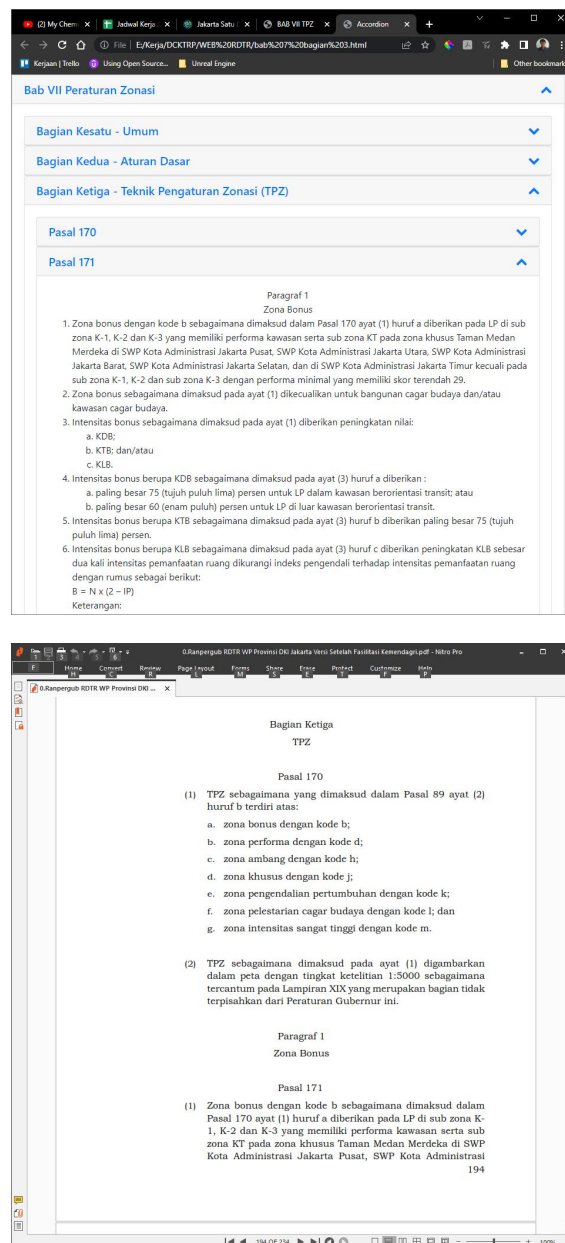 (2) My Chem
Jadwal Kerja
Jakarta Satu
BAB VII TPZ
Accordion
File | E:/Kerja/DCKTRP/WEB%20RDTR/bab%207%20bagian%203.html
Kerjaan | Trello
Using Open Source...
Unreal Engine
Other bookmark
Bab VII Peraturan Zonasi
Bagian Kesatu - Umum
Bagian Kedua - Aturan Dasar
Bagian Ketiga - Teknik Pengaturan Zonasi (TPZ)
Pasal 170
Pasal 171
Paragraf 1
Zona Bonus
1. Zona bonus dengan kode b sebagaimana dimaksud dalam Pasal 170 ayat (1) huruf a diberikan pada LP di sub
zona K-1, K-2 dan K-3 yang memiliki performa kawasan serta sub zona KT pada zona khusus Taman Medan
Merdeka di SWP Kota Administrasi Jakarta Pusat, SWP Kota Administrasi Jakarta Utara, SWP Kota Administrasi
Jakarta Barat, SWP Kota Administrasi Jakarta Selatan, dan di SWP Kota Administrasi Jakarta Timur kecuali pada
sub zona K-1, K-2 dan sub zona K-3 dengan performa minimal yang memiliki skor terendah 29.
2. Zona bonus sebagaimana dimaksud pada ayat (1) dikecualikan untuk bangunan cagar budaya dan/atau
kawasan cagar budaya.
3. Intensitas bonus sebagaimana dimaksud pada ayat (1) diberikan peningkatan nilai:
a. KDB;
b. KTB; dan/atau
c. KLB.
4. Intensitas bonus berupa KDB sebagaimana dimaksud pada ayat (3) huruf a diberikan :
a. paling besar 75 (tujuh puluh lima) persen untuk LP dalam kawasan berorientasi transit; atau
b. paling besar 60 (enam puluh) persen untuk LP di luar kawasan berorientasi transit.
5. Intensitas bonus berupa KTB sebagaimana dimaksud pada ayat (3) huruf b diberikan paling besar 75 (tujuh
puluh lima) persen.
6. Intensitas bonus berupa KLB sebagaimana dimaksud pada ayat (3) huruf c diberikan peningkatan KLB sebesar
dua kali intensitas pemanfaatan ruang dikurangi indeks pengendali terhadap intensitas pemanfaatan ruang
dengan rumus sebagai berikut:
B = N x (2 – IP)
Keterangan:
0.Ranpergub RDTR WP Provinsi DKI Jakarta Versi Setelah Fasilitasi Kemendagri.pdf - Nitro Pro
Home Convert Review Page Layout Forms Share Erase Protect Customize Help
0.Ranpergub RDTR WP Provinsi DKI ...
Bagian Ketiga
TPZ
Pasal 170
(1) TPZ sebagaimana yang dimaksud dalam Pasal 89 ayat (2)
huruf b terdiri atas:
a. zona bonus dengan kode b;
b. zona performa dengan kode d;
c. zona ambang dengan kode h;
d. zona khusus dengan kode j;
e. zona pengendalian pertumbuhan dengan kode k;
f. zona pelestarian cagar budaya dengan kode l; dan
g. zona intensitas sangat tinggi dengan kode m.
(2) TPZ sebagaimana dimaksud pada ayat (1) digambarkan
dalam peta dengan tingkat ketelitian 1:5000 sebagaimana
tercantum pada Lampiran XIX yang merupakan bagian tidak
terpisahkan dari Peraturan Gubernur ini.
Paragraf 1
Zona Bonus
Pasal 171
(1) Zona bonus dengan kode b sebagaimana dimaksud dalam
Pasal 170 ayat (1) huruf a diberikan pada LP di sub zona K-
1, K-2 dan K-3 yang memiliki performa kawasan serta sub
zona KT pada zona khusus Taman Medan Merdeka di SWP
Kota Administrasi Jakarta Pusat, SWP Kota Administrasi
194
194 OF 234
100%